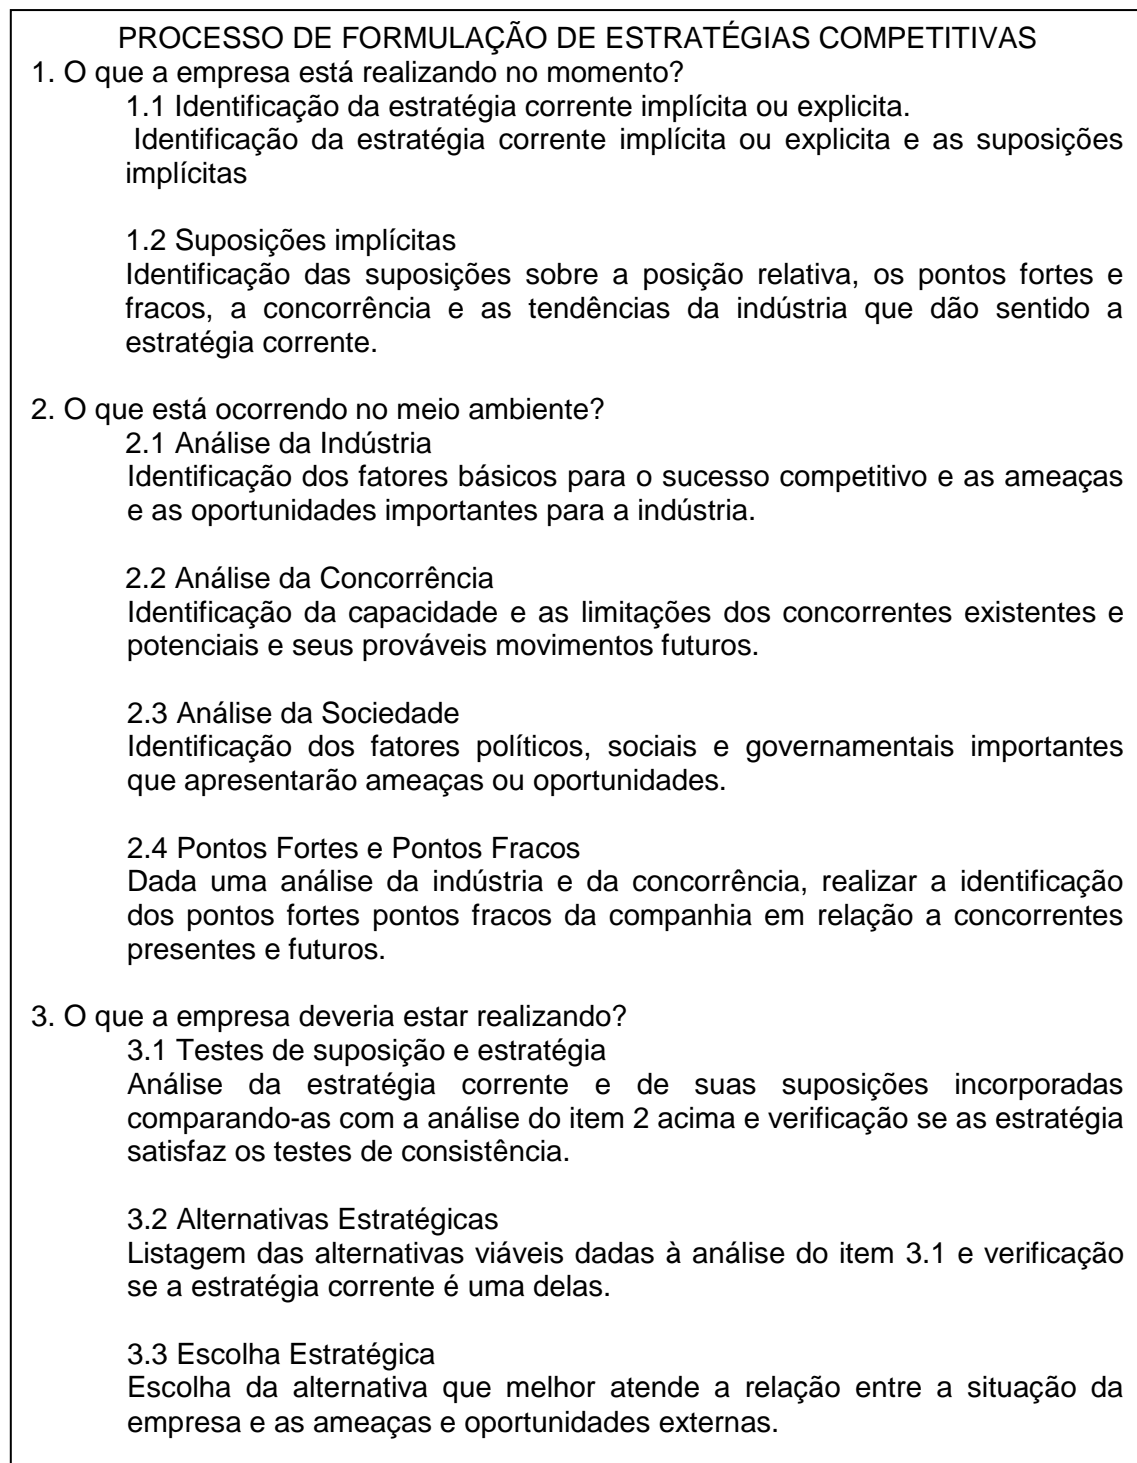 PROCESSO DE FORMULAÇÃO DE ESTRATÉGIAS COMPETITIVAS
1. O que a empresa está realizando no momento?
1.1 Identificação da estratégia corrente implícita ou explicita.
Identificação da estratégia corrente implícita ou explicita e as suposições
implícitas
1.2 Suposições implícitas
Identificação das suposições sobre a posição relativa, os pontos fortes e
fracos, a concorrência e as tendências da indústria que dão sentido a
estratégia corrente.
2. O que está ocorrendo no meio ambiente?
2.1 Análise da Indústria
Identificação dos fatores básicos para o sucesso competitivo e as ameaças
e as oportunidades importantes para a indústria.
2.2 Análise da Concorrência
Identificação da capacidade e as limitações dos concorrentes existentes e
potenciais e seus prováveis movimentos futuros.
2.3 Análise da Sociedade
Identificação dos fatores políticos, sociais e governamentais importantes
que apresentarão ameaças ou oportunidades.
2.4 Pontos Fortes e Pontos Fracos
Dada uma análise da indústria e da concorrência, realizar a identificação
dos pontos fortes pontos fracos da companhia em relação a concorrentes
presentes e futuros.
3. O que a empresa deveria estar realizando?
3.1 Testes de suposição e estratégia
Análise da estratégia corrente e de suas suposições incorporadas
comparando-as com a análise do item 2 acima e verificação se as estratégia
satisfaz os testes de consistência.
3.2 Alternativas Estratégicas
Listagem das alternativas viáveis dadas à análise do item 3.1 e verificação
se a estratégia corrente é uma delas.
3.3 Escolha Estratégica
Escolha da alternativa que melhor atende a relação entre a situação da
empresa e as ameaças e oportunidades externas.